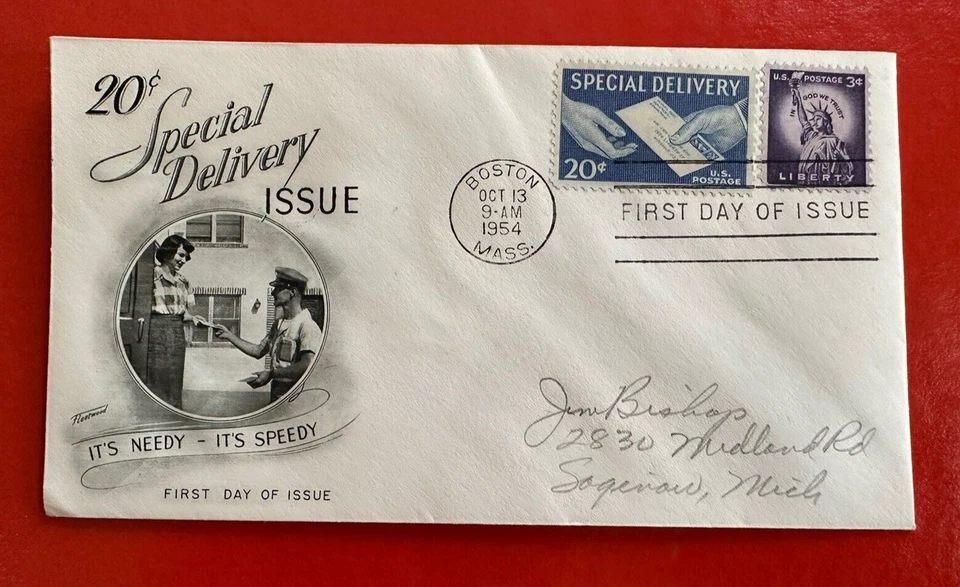 20¢
Special
Delivery
ISSUE
Fleetwood
IT'S NEEDY - IT'S SPEEDY
FIRST DAY OF ISSUE
SPECIAL DELIVERY
20¢
U.S.
POSTAGE
U.S. POSTAGE 3¢
IN GOD WE TRUST
LIBERTY
BOSTON
OCT 13
9-AM
1954
MASS.
FIRST DAY OF ISSUE
Jim Bishop
2830 Midland Rd
Saginaw, Mich